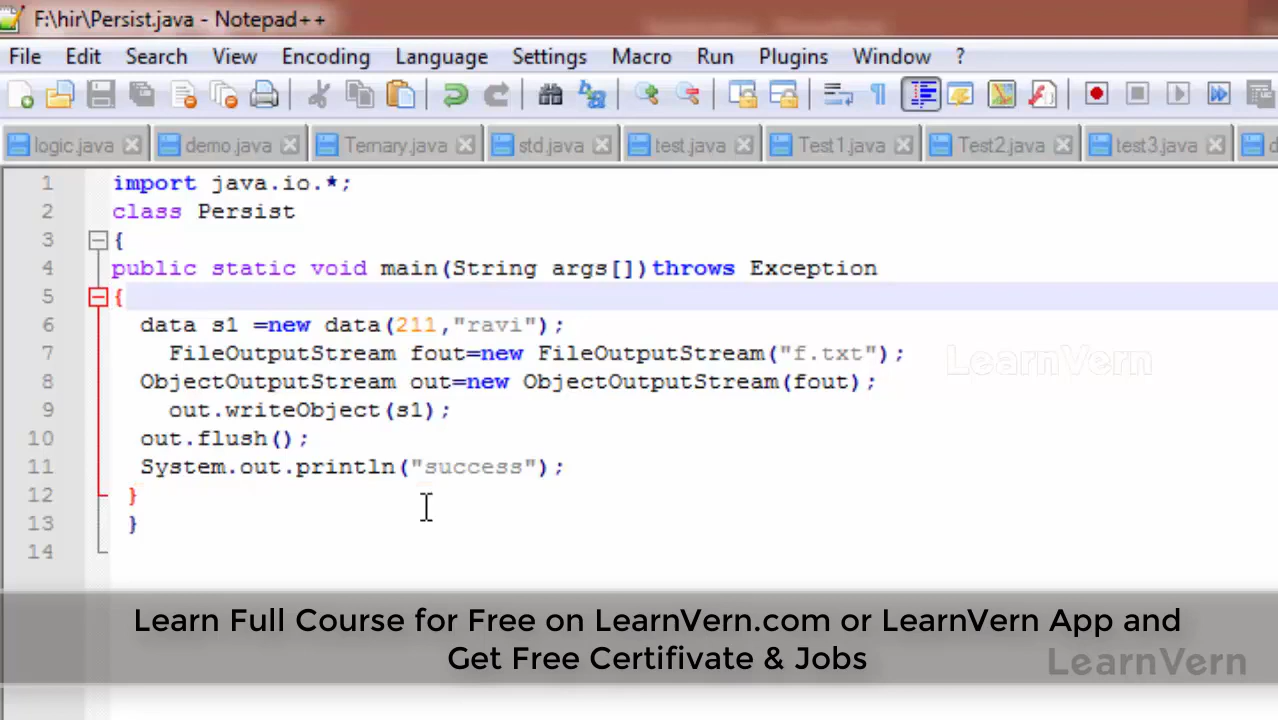 F:\hir\Persist.java - Notepad++
File Edit Search View Encoding Language Settings Macro Run Plugins Window ?
logic.java demo.java Ternary.java std.java test.java Test1.java Test2.java test3.java
1 import java.io.*;
2 class Persist
3 {
4 public static void main(String args[])throws Exception
5 {
6 data s1 =new data(211,"ravi");
7 FileOutputStream fout=new FileOutputStream("f.txt");
LearnVern
8 ObjectOutputStream out=new ObjectOutputStream(fout);
9 out.writeObject(s1);
10 out.flush();
11 System.out.println("success");
12 }
13 }
14
Learn Full Course for Free on LearnVern.com or LearnVern App and
Get Free Certifivate & Jobs
LearnVern